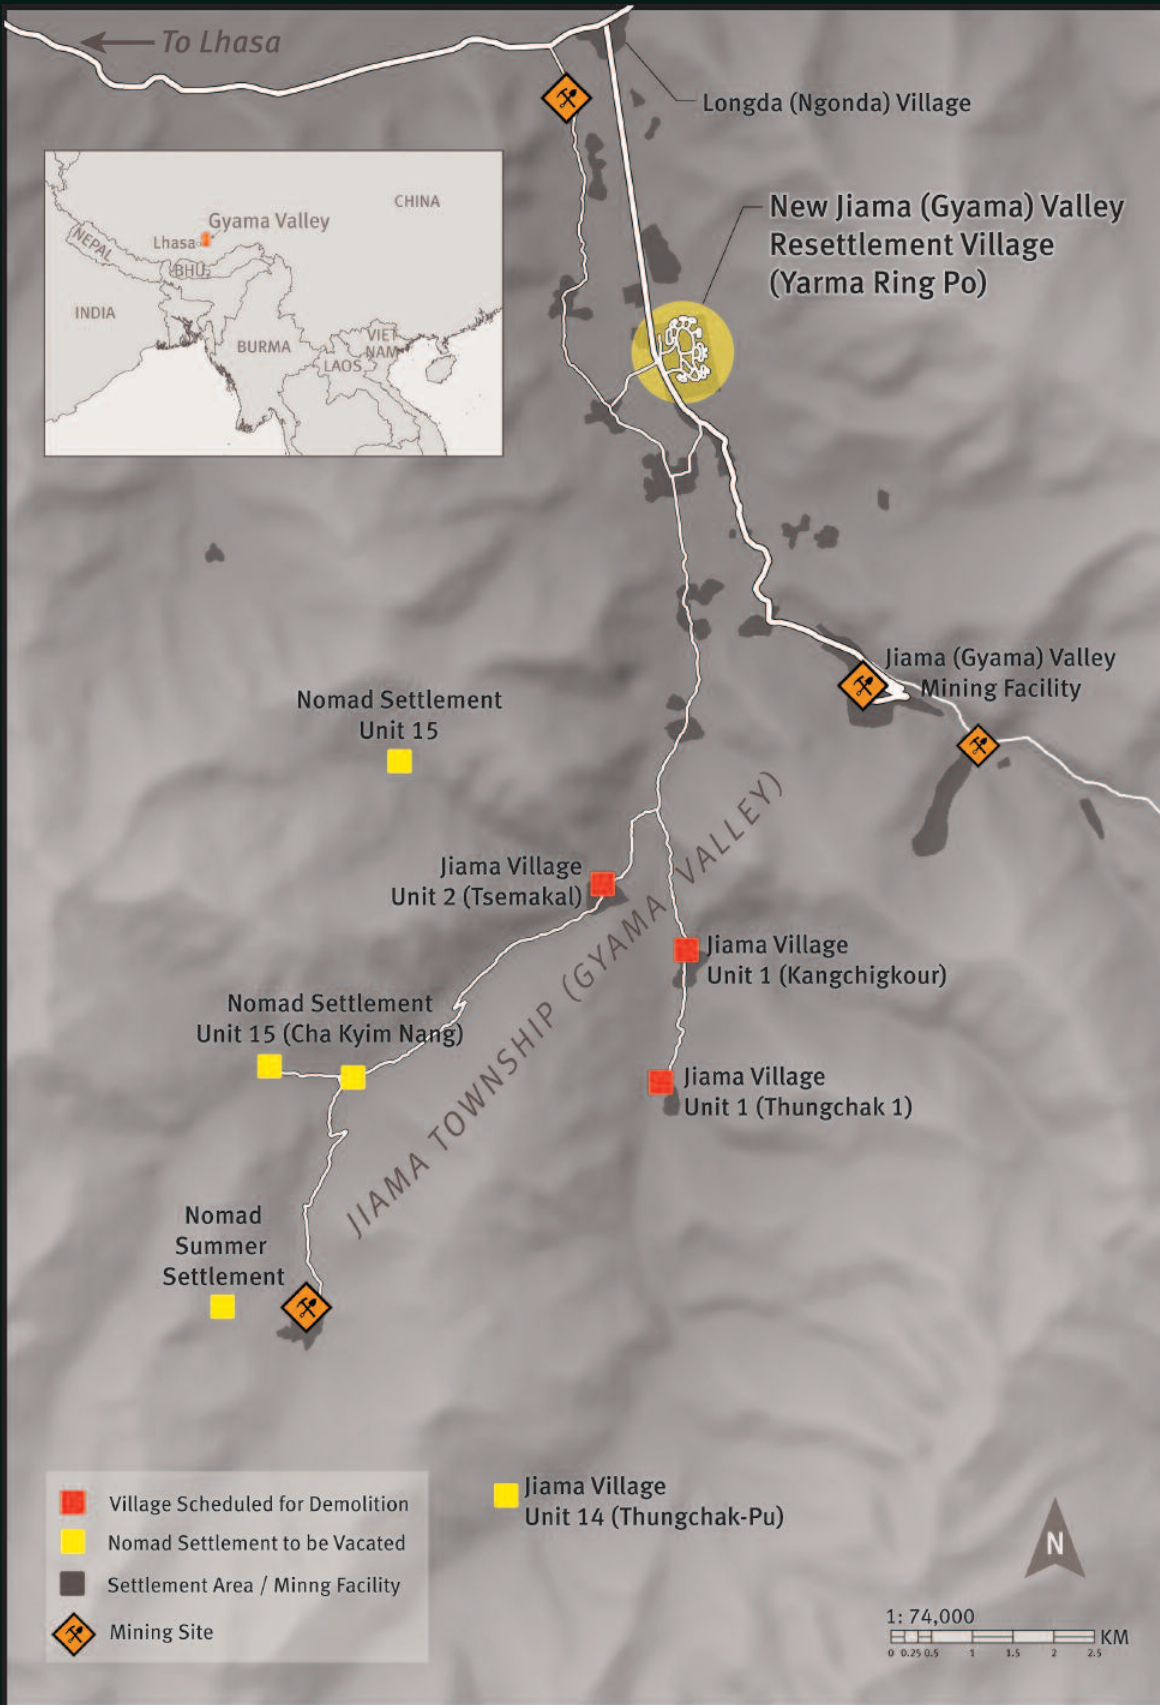 To Lhasa
Longda (Ngonda) Village
New Jiama (Gyama) Valley
Resettlement Village
(Yarma Ring Po)
CHINA
Gyama Valley
Lhasa
NEPAL
BHU.
INDIA
BURMA
VIET
NAM
LAOS
Jiama (Gyama) Valley
Mining Facility
Nomad Settlement
Unit 15
Jiama Village
Unit 2 (Tsemakal)
JIAMA TOWNSHIP (GYAMA VALLEY)
Jiama Village
Unit 1 (Kangchigkour)
Nomad Settlement
Unit 15 (Cha Kyim Nang)
Jiama Village
Unit 1 (Thungchak 1)
Nomad
Summer
Settlement
Jiama Village
Unit 14 (Thungchak-Pu)
Village Scheduled for Demolition
Nomad Settlement to be Vacated
Settlement Area / Minng Facility
Mining Site
N
1: 74,000
KM
0 0.25 0.5 1 1.5 2 2.5